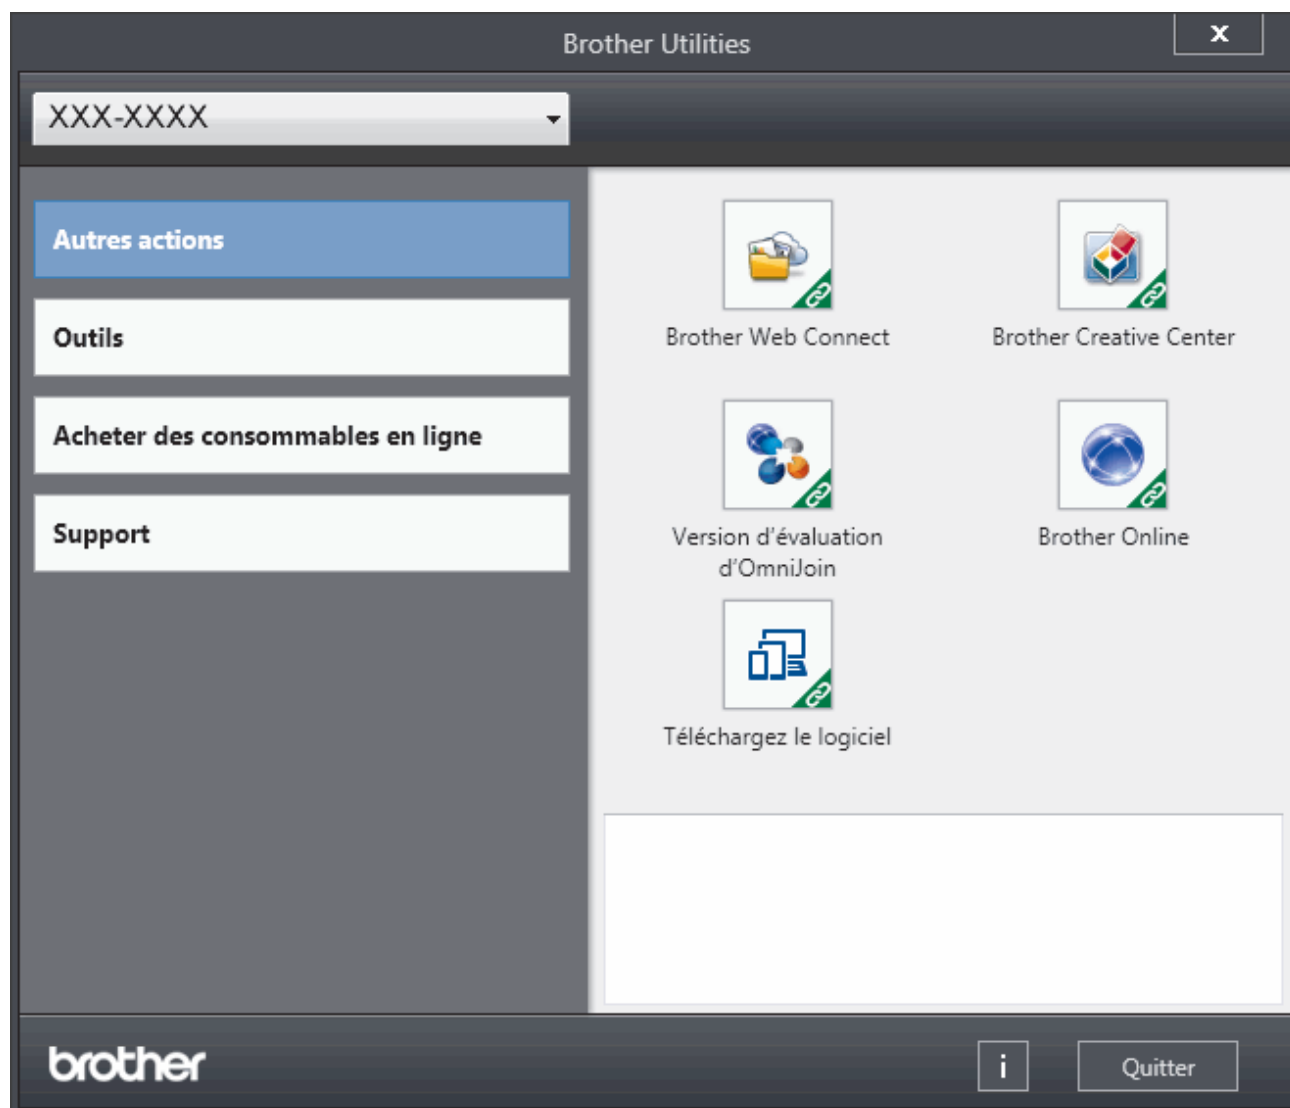 Brother Utilities
x
XXX-XXXX
Autres actions
Outils
Acheter des consommables en ligne
Support
Brother Web Connect
Brother Creative Center
Version d'évaluation
d'OmniJoin
Brother Online
Téléchargez le logiciel
brother
i
Quitter